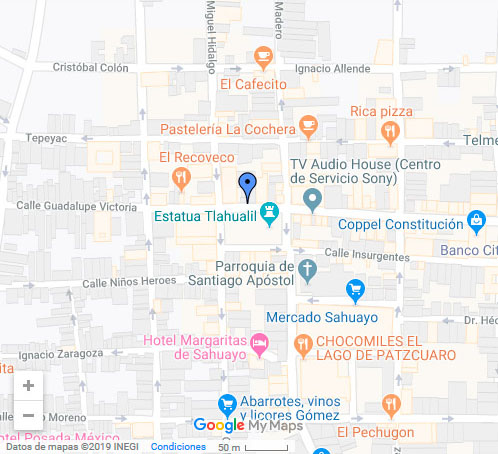 Miguel Hidalgo
Madero
Cristóbal Colón
Ignacio Allende
El Cafecito
Pastelería La Cochera
Rica pizza
Tepeyac
Telme
El Recoveco
TV Audio House (Centro
de Servicio Sony)
Calle Guadalupe Victoria
Estatua Tlahualil
Coppel Constitución
Calle Insurgentes
Banco Cit
Parroquia de
Santiago Apóstol
Calle Niños Heroes
Mercado Sahuayo
Dr. Héc
Hotel Margaritas
de Sahuayo
CHOCOMILES EL
LAGO DE PATZCUARO
Ignacio Zaragoza
ita
+
−
Abarrotes, vinos
y licores Gómez
o Moreno
Google My Maps
El Pechugon
Hotel Posada México
Datos de mapas ©2019 INEGI
Condiciones
50 m